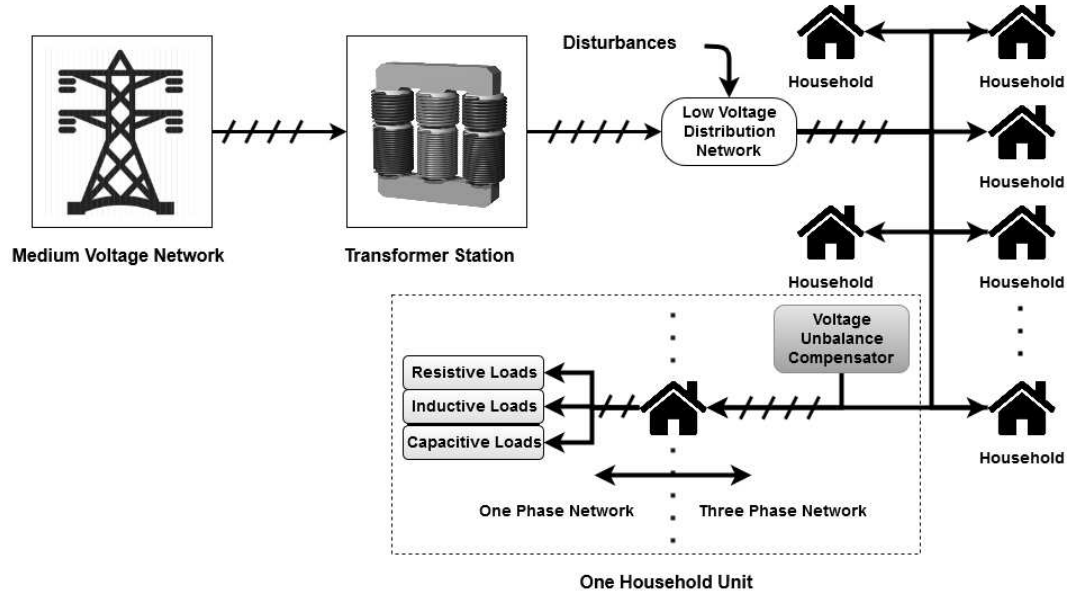 Disturbances
Household
Household
Low Voltage
Distribution
Network
Household
Medium Voltage Network
Transformer Station
Household
Household
Voltage
Unbalance
Compensator
Resistive Loads
Inductive Loads
Capacitive Loads
Household
One Phase Network
Three Phase Network
One Household Unit